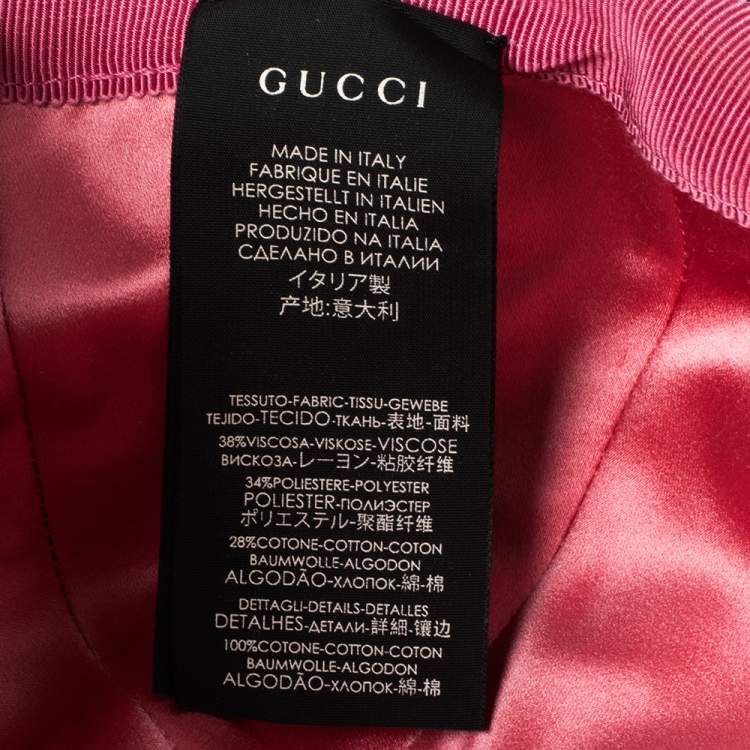 GUCCI
MADE IN ITALY
FABRIQUE EN ITALIE
HERGESTELLT IN ITALIEN
HECHO EN ITALIA
PRODUZIDO NA ITALIA
СДЕЛАНО В ИТАЛИИ
イタリア製
产地:意大利
TESSUTO-FABRIC-TISSU-GEWEBE
TEJIDO-TECIDO-ТКАНЬ-表地-面料
38%VISCOSA-VISKOSE-VISCOSE
ВИСКОЗА-レーヨン-粘胶纤维
34%POLIESTERE-POLYESTER
POLIESTER-ПОЛИЭСТЕР
ポリエステル-聚酯纤维
28%COTONE-COTTON-COTON
BAUMWOLLE-ALGODON
ALGODÃO-ХЛОПОК-綿-棉
DETTAGLI-DETAILS-DETALLES
DETALHES-ДЕТАЛИ-詳細-镶边
100%COTONE-COTTON-COTON
BAUMWOLLE-ALGODON
ALGODÃO-ХЛОПОК-綿-棉